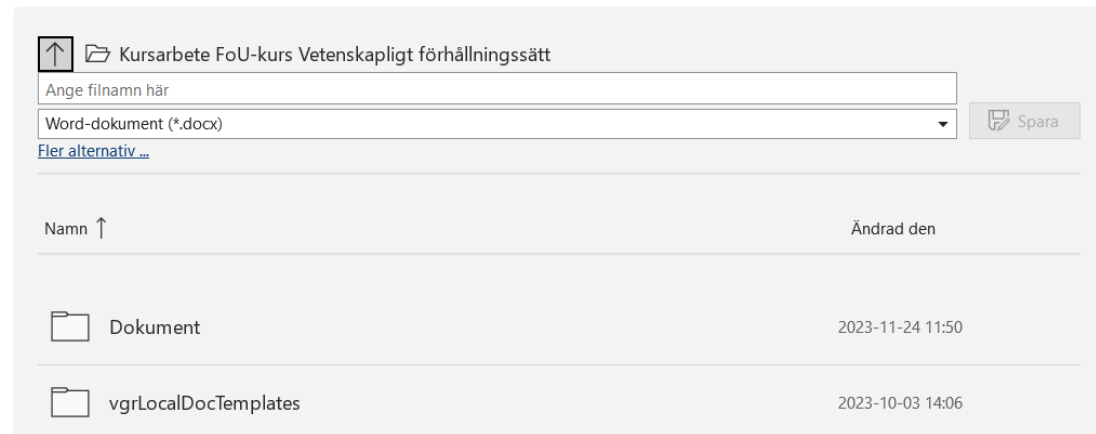 Kursarbete FoU-kurs Vetenskapligt förhållningssätt
Ange filnamn här
Word-dokument (*.docx)
Spara
Fler alternativ ...
Namn ↑ Ändrad den
Dokument 2023-11-24 11:50
vgrLocalDocTemplates 2023-10-03 14:06